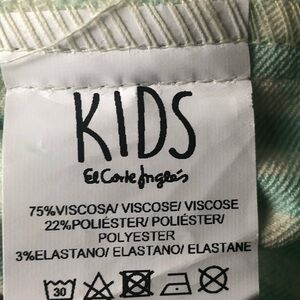 KIDS
El Corte Inglés
75%VISCOSA/ VISCOSE/ VISCOSE
22%POLIÉSTER/ POLIÉSTER/
POLYESTER
3%ELASTANO/ ELASTANO/ ELASTANE
30